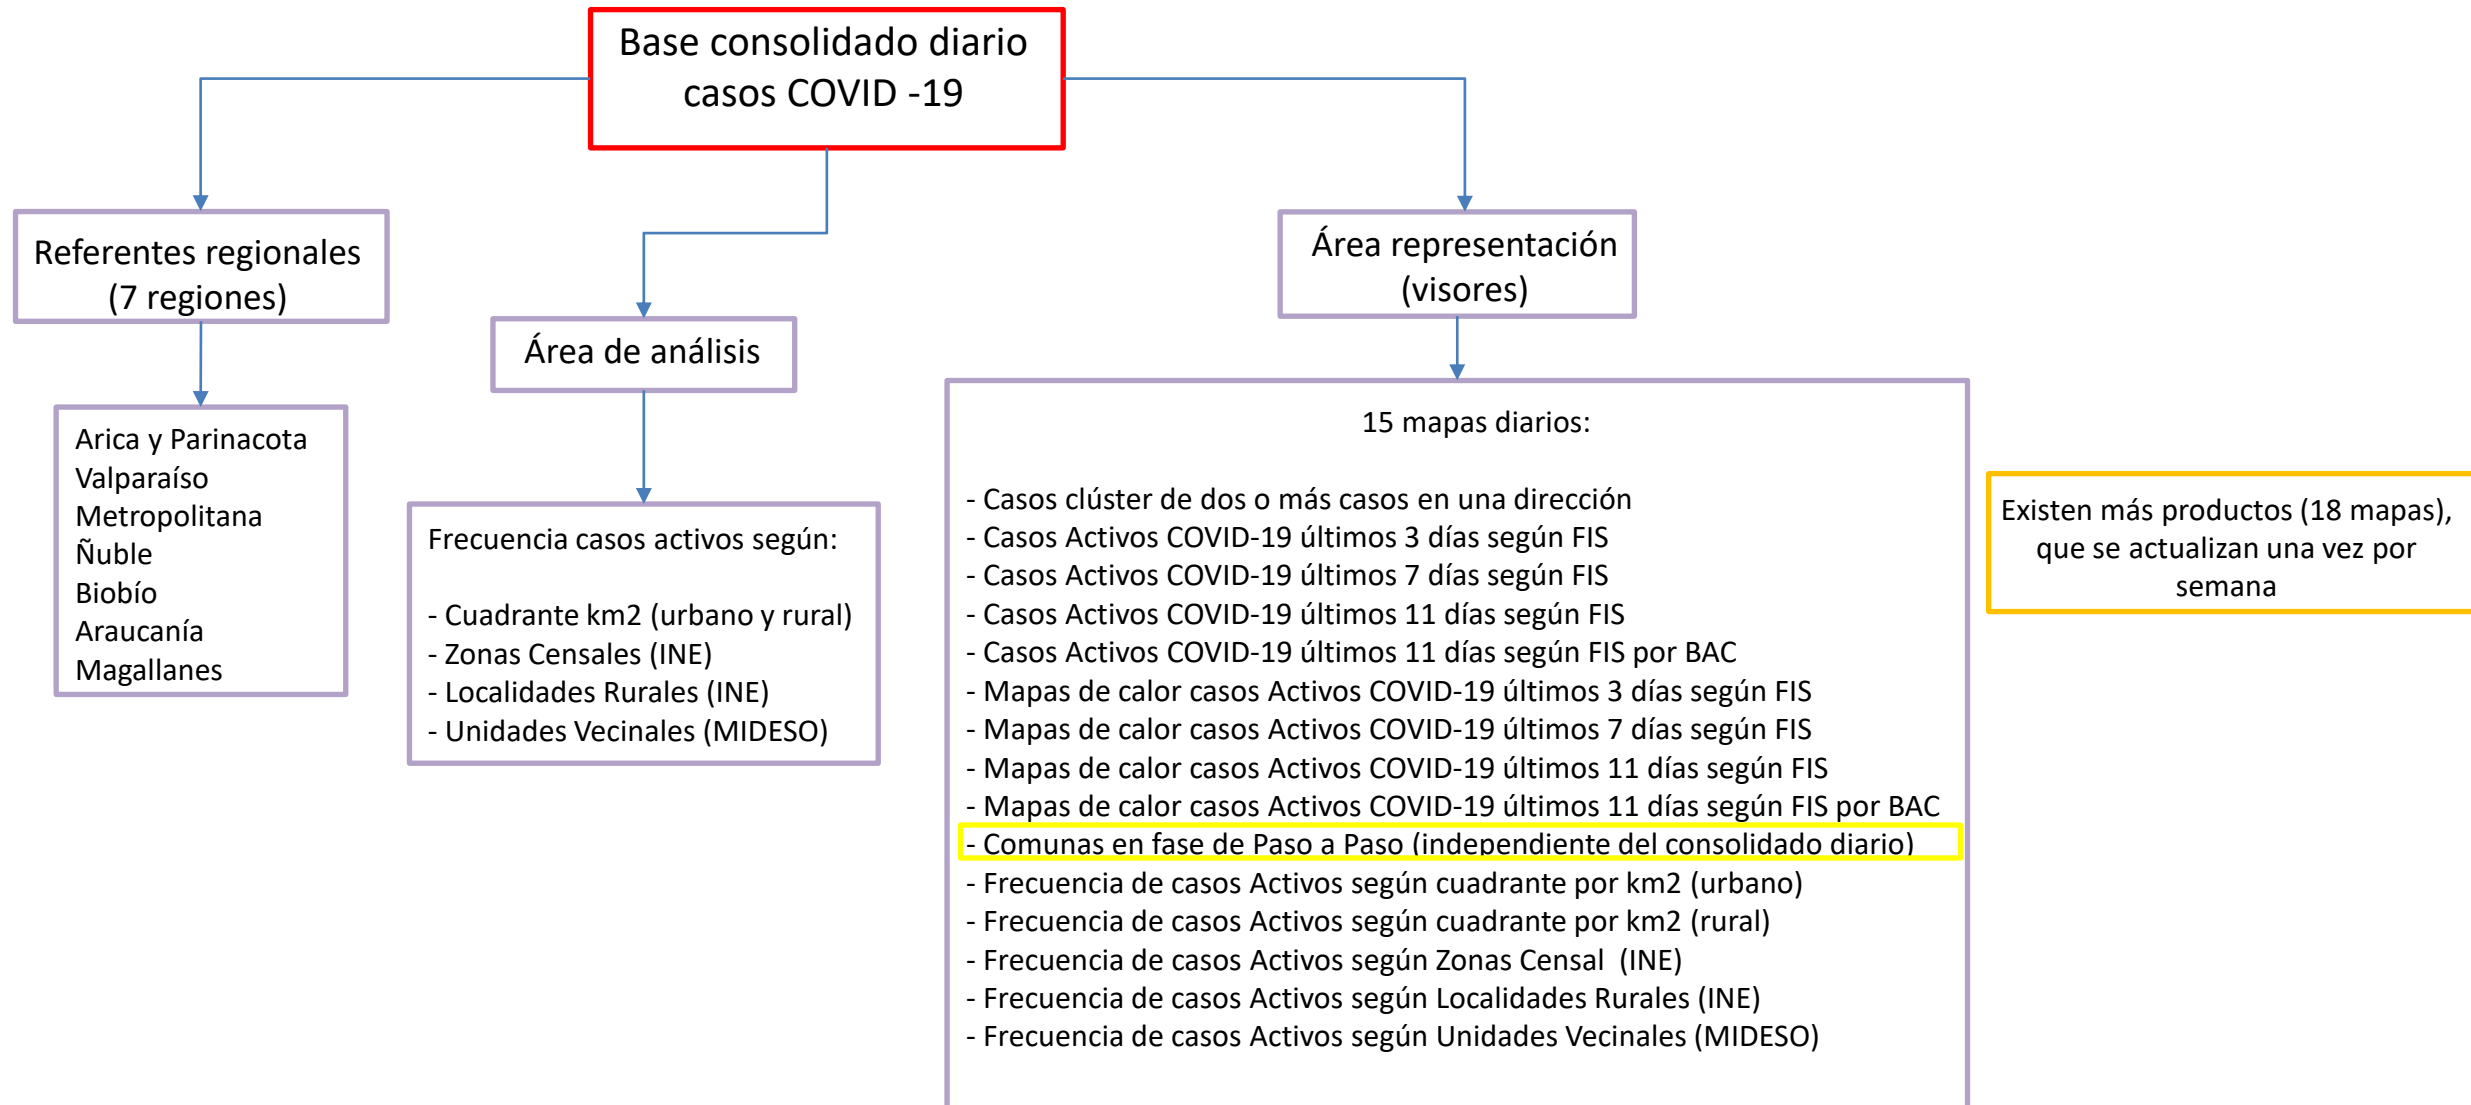 Base consolidado diario
casos COVID -19
Referentes regionales
(7 regiones)
Arica y Parinacota
Valparaíso
Metropolitana
Ñuble
Biobío
Araucanía
Magallanes
Área de análisis
Frecuencia casos activos según:
- Cuadrante km2 (urbano y rural)
- Zonas Censales (INE)
- Localidades Rurales (INE)
- Unidades Vecinales (MIDESO)
Área representación
(visores)
15 mapas diarios:
- Casos clúster de dos o más casos en una dirección
- Casos Activos COVID-19 últimos 3 días según FIS
- Casos Activos COVID-19 últimos 7 días según FIS
- Casos Activos COVID-19 últimos 11 días según FIS
- Casos Activos COVID-19 últimos 11 días según FIS por BAC
- Mapas de calor casos Activos COVID-19 últimos 3 días según FIS
- Mapas de calor casos Activos COVID-19 últimos 7 días según FIS
- Mapas de calor casos Activos COVID-19 últimos 11 días según FIS
- Mapas de calor casos Activos COVID-19 últimos 11 días según FIS por BAC
- Comunas en fase de Paso a Paso (independiente del consolidado diario)
- Frecuencia de casos Activos según cuadrante por km2 (urbano)
- Frecuencia de casos Activos según cuadrante por km2 (rural)
- Frecuencia de casos Activos según Zonas Censal  (INE)
- Frecuencia de casos Activos según Localidades Rurales (INE)
- Frecuencia de casos Activos según Unidades Vecinales (MIDESO)
Existen más productos (18 mapas),
que se actualizan una vez por
semana